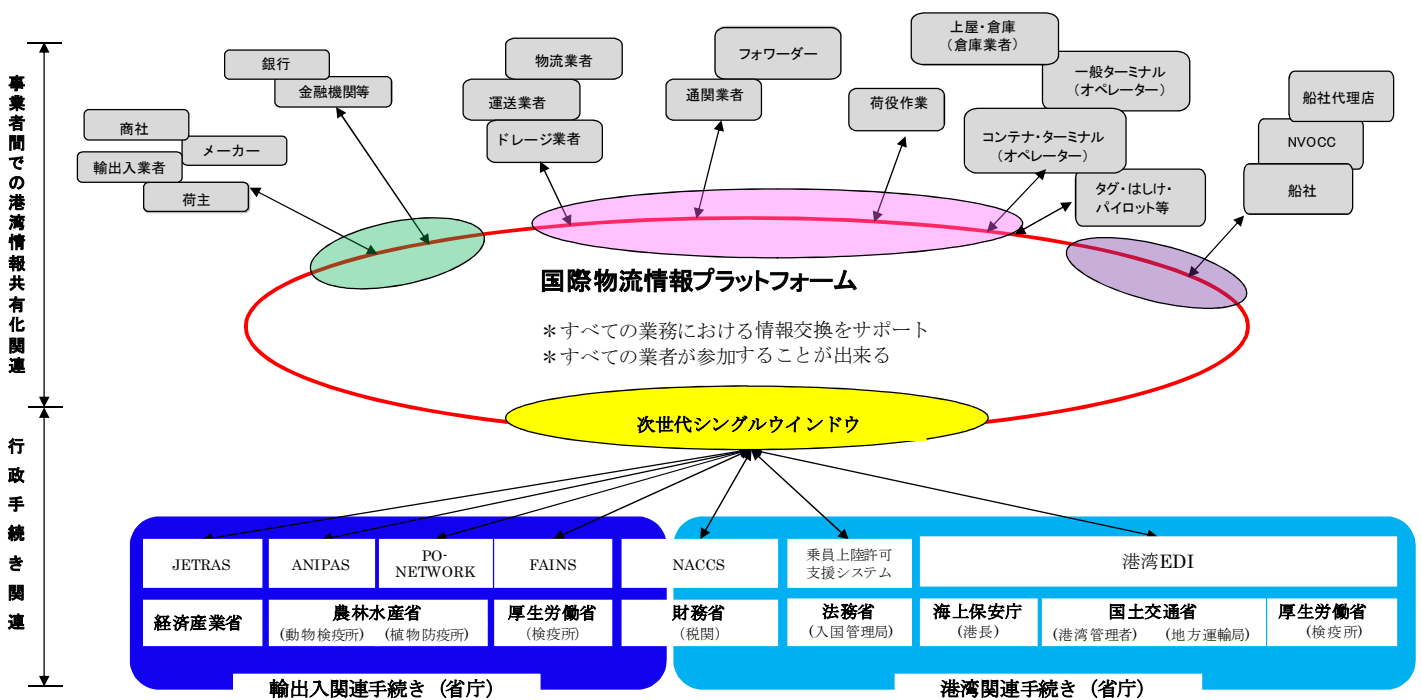 事業者間での港湾情報共有化関連
行政手続き関連
銀行
金融機関等
商社
メーカー
輸出入業者
荷主
物流業者
運送業者
ドレージ業者
フォワーダー
通関業者
荷役作業
上屋・倉庫
（倉庫業者）
一般ターミナル
（オペレーター）
コンテナ・ターミナル
（オペレーター）
タグ・はしけ・
パイロット等
船社代理店
NVOCC
船社
国際物流情報プラットフォーム
＊すべての業務における情報交換をサポート
＊すべての業者が参加することが出来る
次世代シングルウインドウ
JETRAS
ANIPAS
PO-
NETWORK
FAINS
NACCS
乗員上陸許可
支援システム
港湾EDI
経済産業省
農林水産省
(動物検疫所)
(植物防疫所)
厚生労働省
(検疫所)
財務省
(税関)
法務省
(入国管理局)
海上保安庁
(港長)
国土交通省
(港湾管理者)
(地方運輸局)
厚生労働省
(検疫所)
輸出入関連手続き（省庁）
港湾関連手続き（省庁）